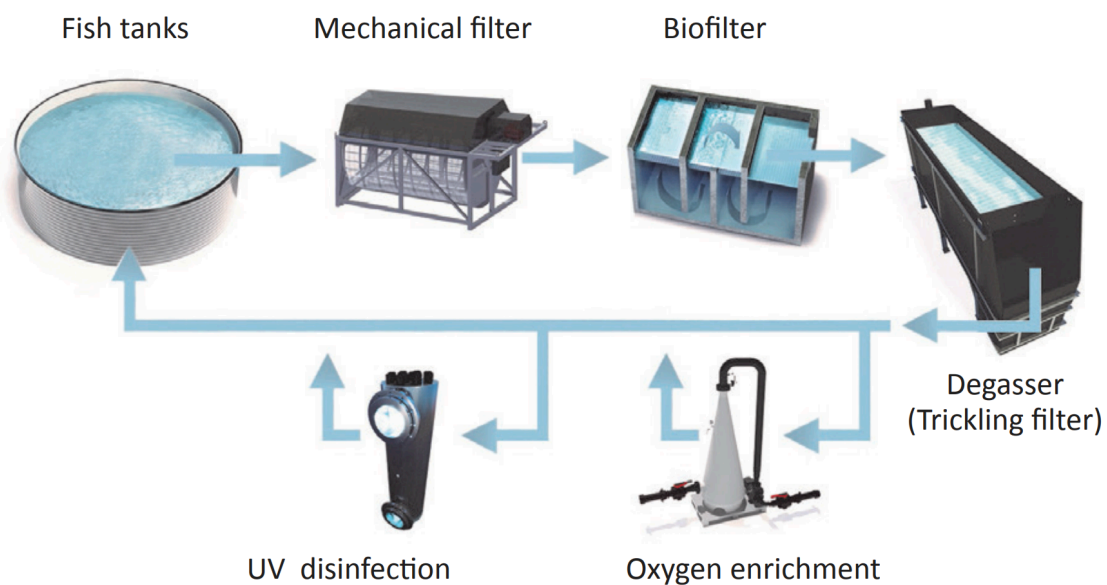 Fish tanks
Mechanical filter
Biofilter
Degasser
(Trickling filter)
UV disinfection
Oxygen enrichment